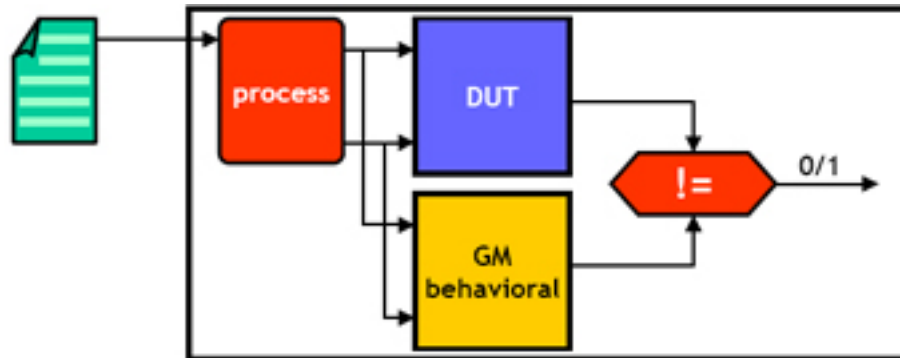 process
DUT
!=
0/1
GM
behavioral